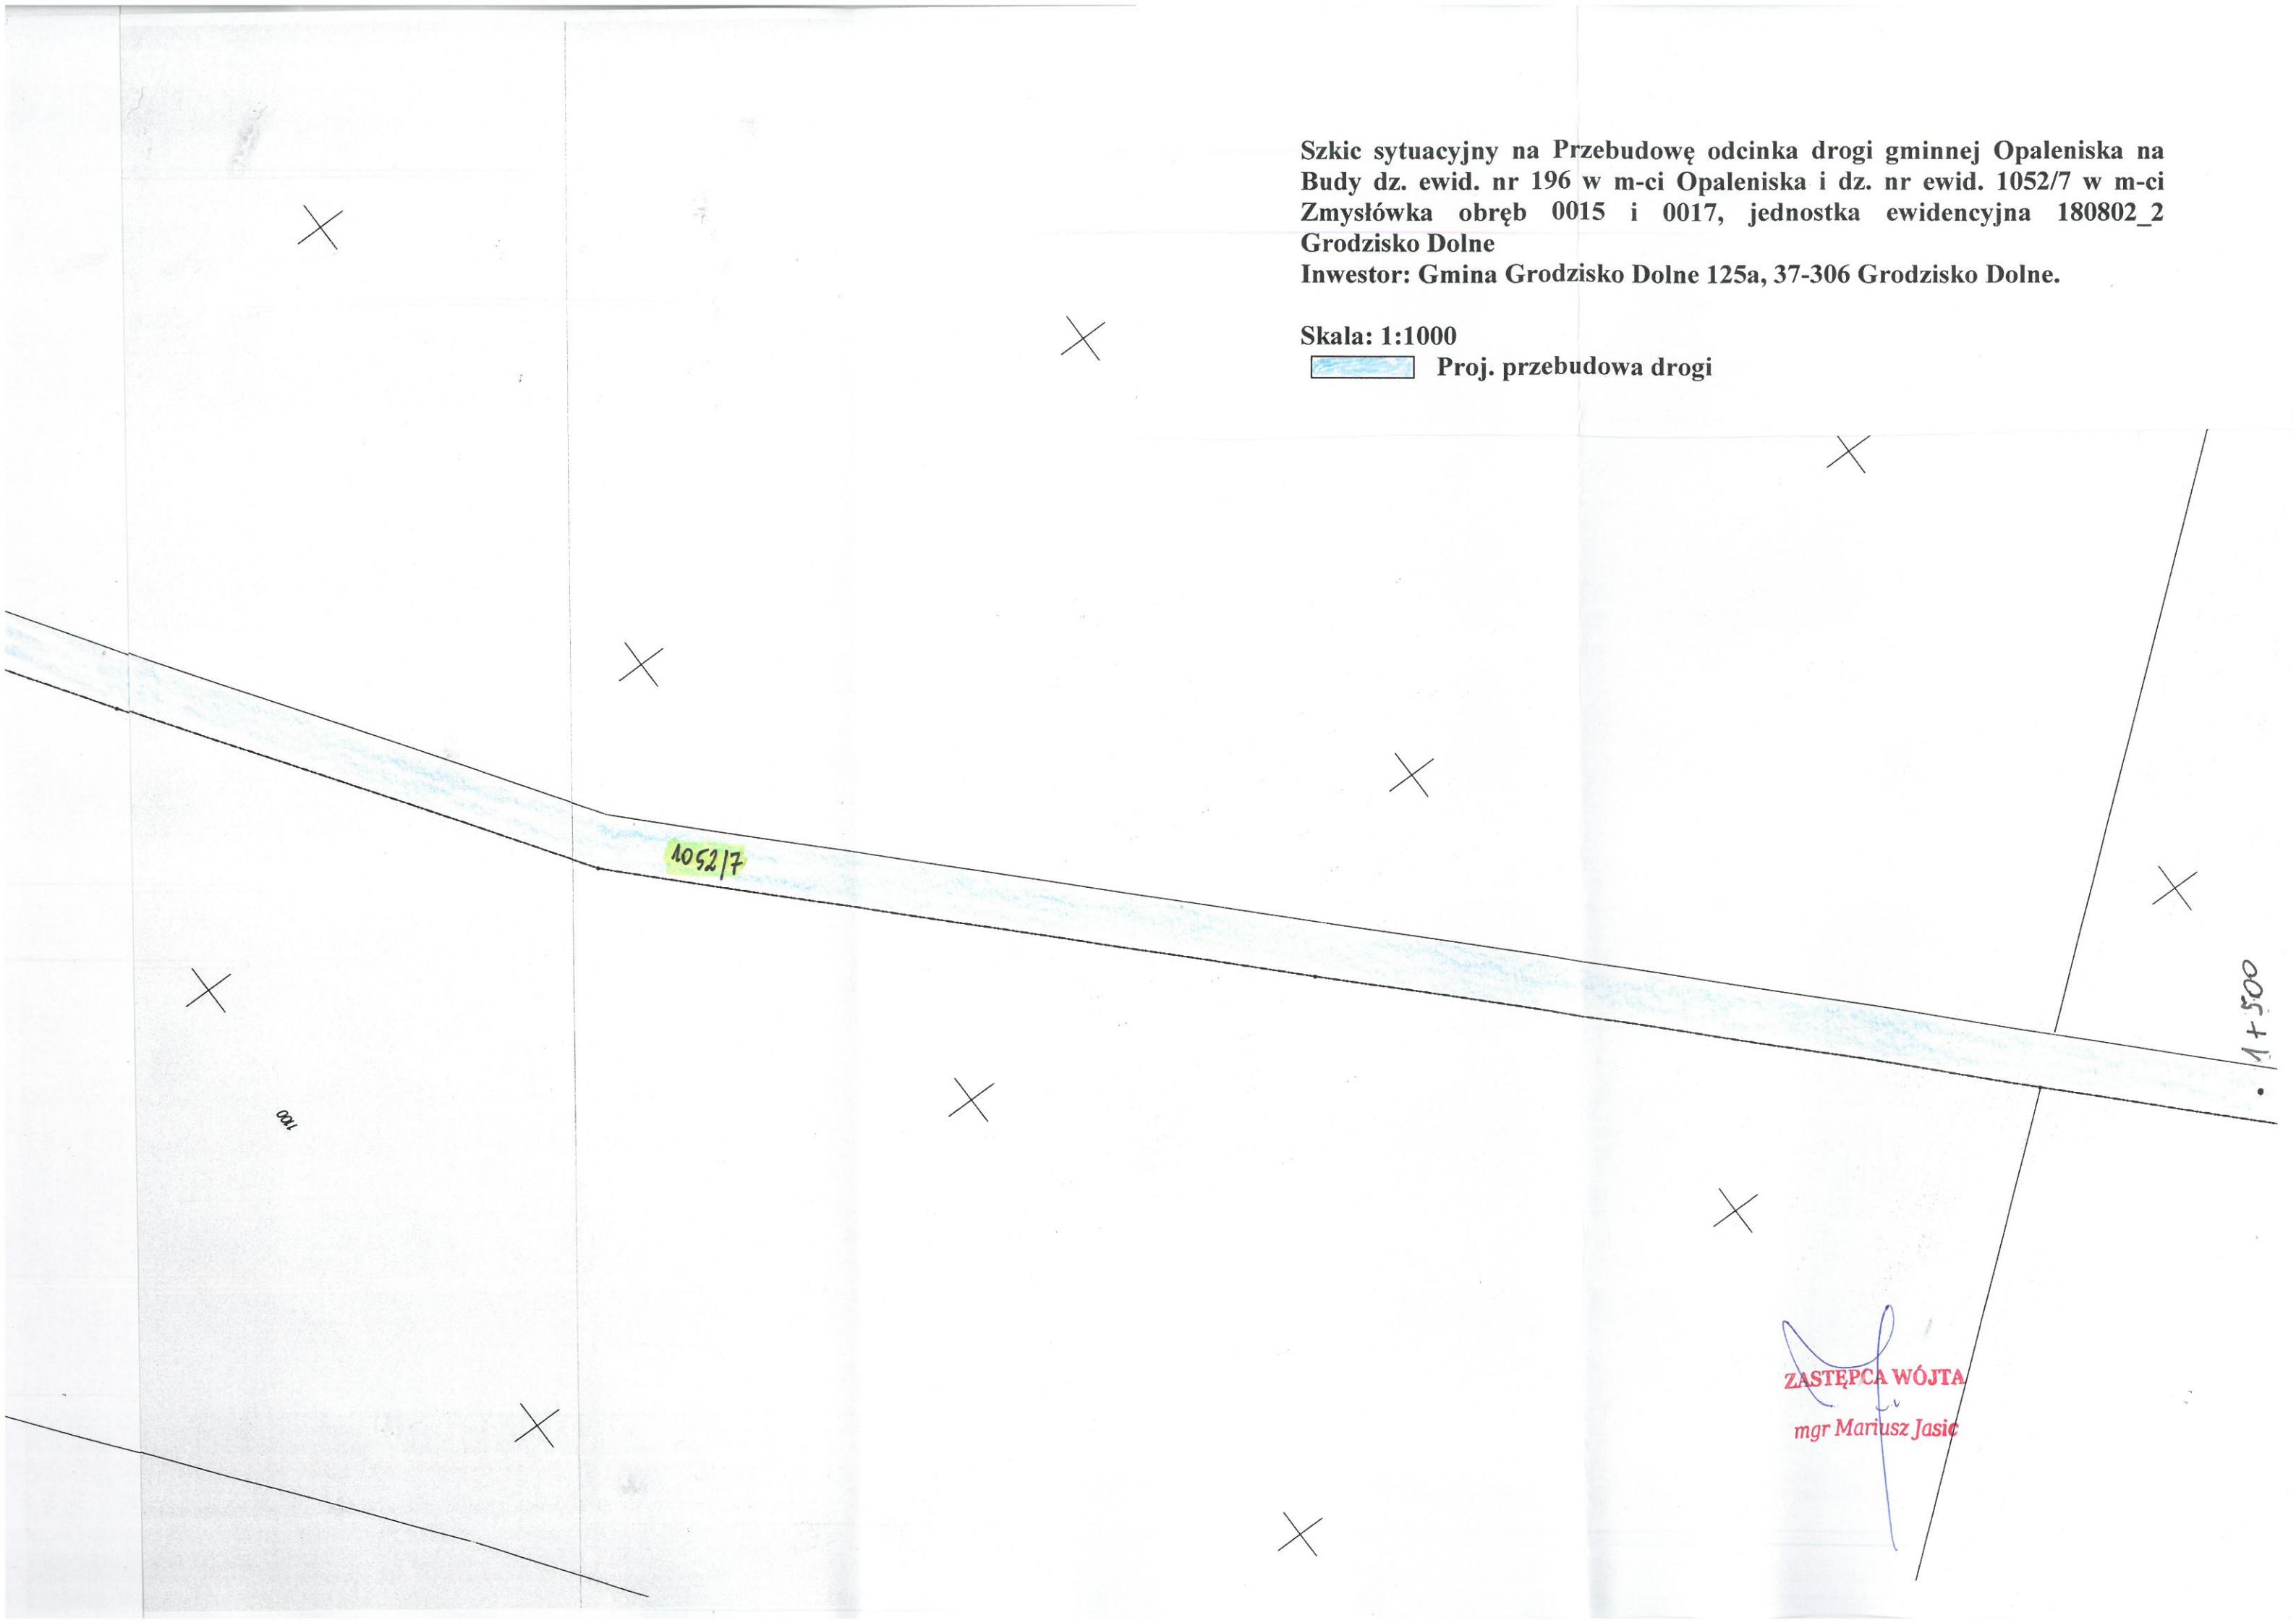 Szkic sytuacyjny na Przebudowę odcinka drogi gminnej Opaleniska na
Budy dz. ewid. nr 196 w m-ci Opaleniska i dz. nr ewid. 1052/7 w m-ci
Zmysłówka obręb 0015 i 0017, jednostka ewidencyjna 180802_2
Grodzisko Dolne
Inwestor: Gmina Grodzisko Dolne 125a, 37-306 Grodzisko Dolne.
Skala: 1:1000
Proj. przebudowa drogi
1052/7
1+500
1100
ZASTĘPCA WÓJTA
mgr Mariusz Jasic